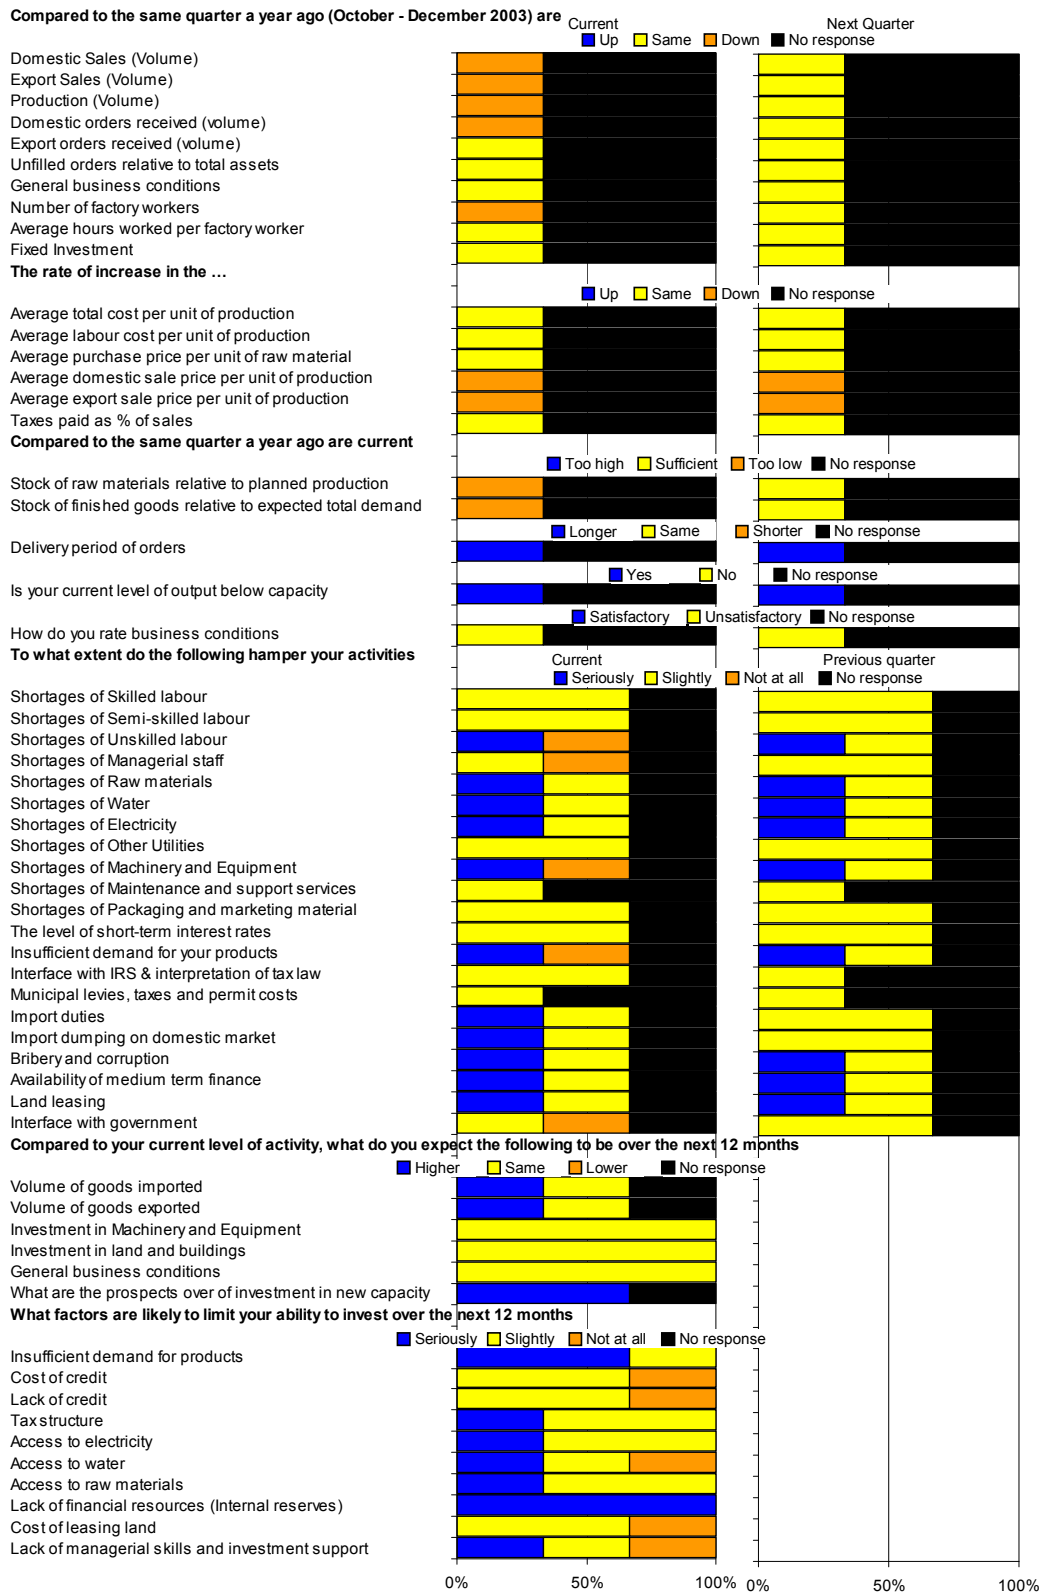 Compared to the same quarter a year ago (October - December 2003) are
Current Next Quarter
Up Same Down No response
Domestic Sales (Volume)
Export Sales (Volume)
Production (Volume)
Domestic orders received (volume)
Export orders received (volume)
Unfilled orders relative to total assets
General business conditions
Number of factory workers
Average hours worked per factory worker
Fixed Investment
The rate of increase in the ...
Up Same Down No response
Average total cost per unit of production
Average labour cost per unit of production
Average purchase price per unit of raw material
Average domestic sale price per unit of production
Average export sale price per unit of production
Taxes paid as % of sales
Compared to the same quarter a year ago are current
Too high Sufficient Too low No response
Stock of raw materials relative to planned production
Stock of finished goods relative to expected total demand
Longer Same Shorter No response
Delivery period of orders
Yes No No response
Is your current level of output below capacity
Satisfactory Unsatisfactory No response
How do you rate business conditions
To what extent do the following hamper your activities
Current Previous quarter
Seriously Slightly Not at all No response
Shortages of Skilled labour
Shortages of Semi-skilled labour
Shortages of Unskilled labour
Shortages of Managerial staff
Shortages of Raw materials
Shortages of Water
Shortages of Electricity
Shortages of Other Utilities
Shortages of Machinery and Equipment
Shortages of Maintenance and support services
Shortages of Packaging and marketing material
The level of short-term interest rates
Insufficient demand for your products
Interface with IRS & interpretation of tax law
Municipal levies, taxes and permit costs
Import duties
Import dumping on domestic market
Bribery and corruption
Availability of medium term finance
Land leasing
Interface with government
Compared to your current level of activity, what do you expect the following to be over the next 12 months
Higher Same Lower No response
Volume of goods imported
Volume of goods exported
Investment in Machinery and Equipment
Investment in land and buildings
General business conditions
What are the prospects over of investment in new capacity
What factors are likely to limit your ability to invest over the next 12 months
Seriously Slightly Not at all No response
Insufficient demand for products
Cost of credit
Lack of credit
Tax structure
Access to electricity
Access to water
Access to raw materials
Lack of financial resources (Internal reserves)
Cost of leasing land
Lack of managerial skills and investment support
0% 50% 100% 0% 50% 100%